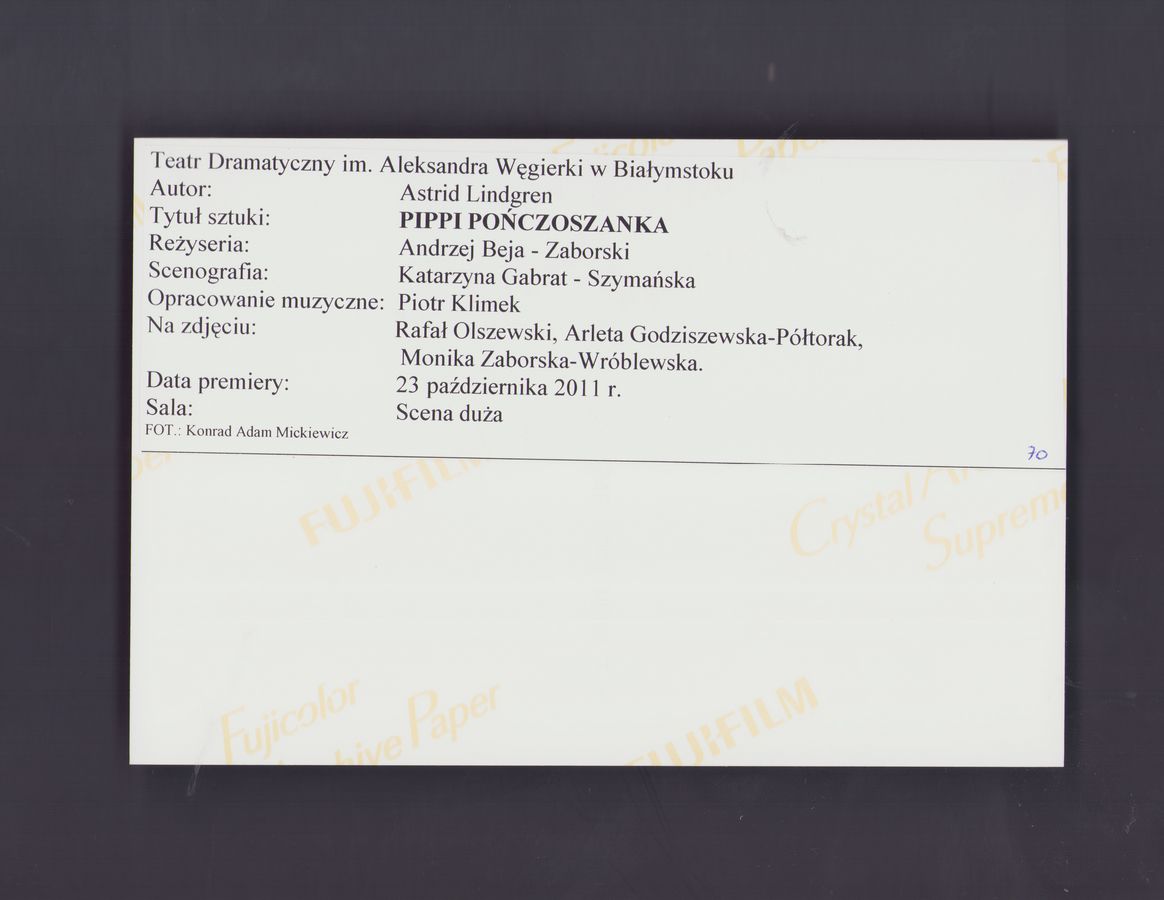 Teatr Dramatyczny im. Aleksandra Węgierki w Białymstoku
Autor: Astrid Lindgren
Tytuł sztuki: PIPPI POŃCZOSZANKA
Reżyseria: Andrzej Beja - Zaborski
Scenografia: Katarzyna Gabrat - Szymańska
Opracowanie muzyczne: Piotr Klimek
Na zdjęciu: Rafał Olszewski, Arleta Godziszewska-Półtorak,
Monika Zaborska-Wróblewska.
Data premiery: 23 października 2011 r.
Sala: Scena duża
FOT.: Konrad Adam Mickiewicz
70
FUJIFILM
Crystal
Supreme
Fujicolor
Paper
FUJIFILM